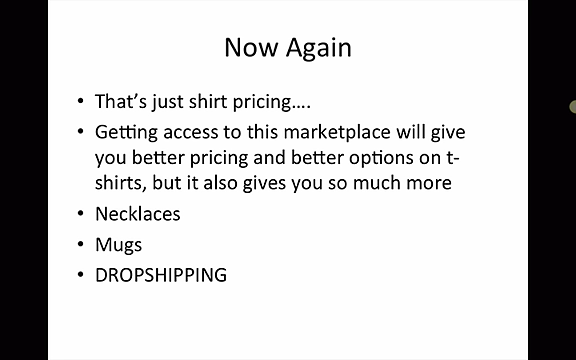 Now Again
• That's just shirt pricing....
• Getting access to this marketplace will give
you better pricing and better options on t-
shirts, but it also gives you so much more
• Necklaces
• Mugs
• DROPSHIPPING